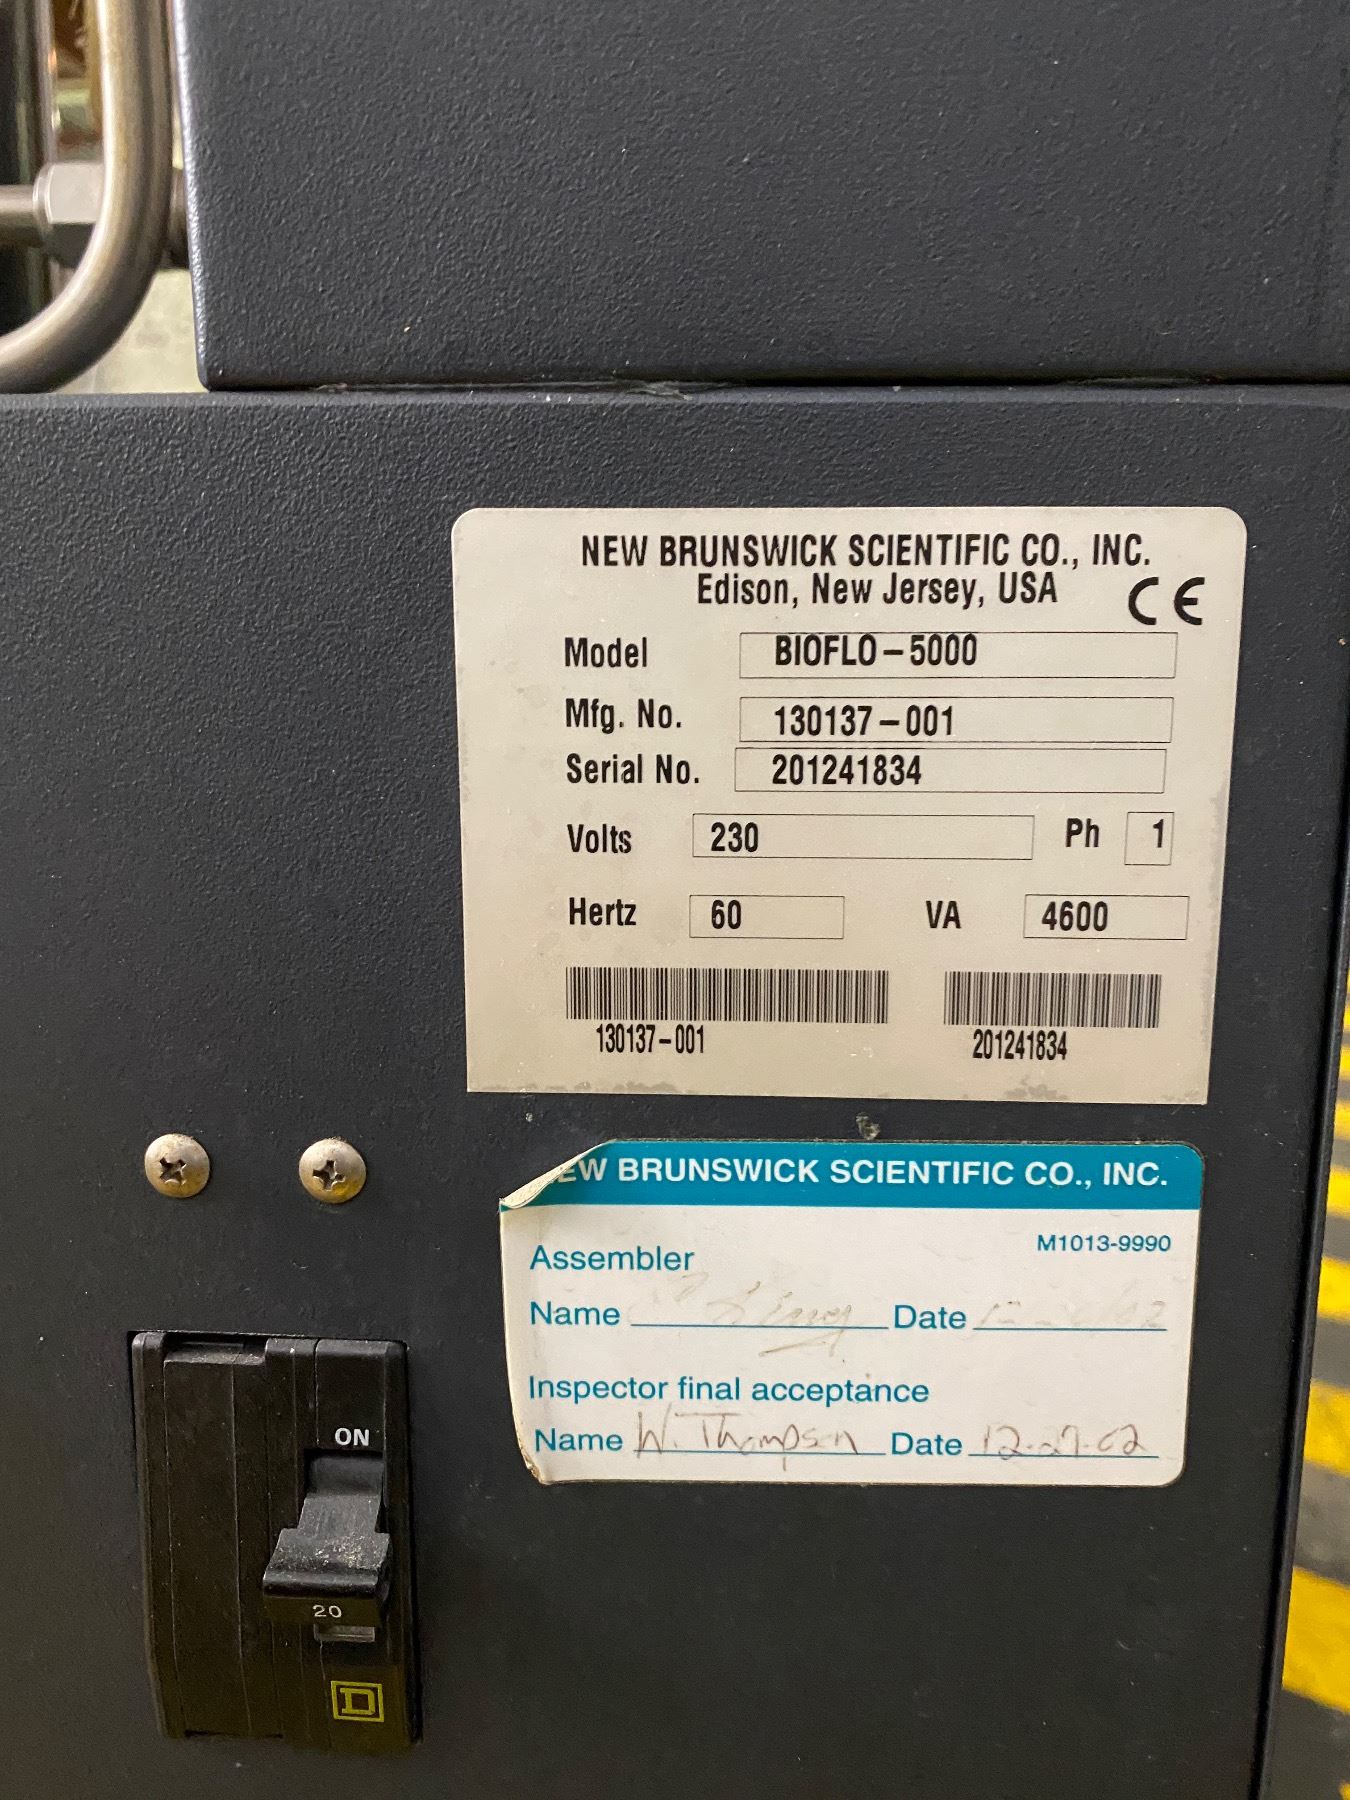 NEW BRUNSWICK SCIENTIFIC CO., INC.
Edison, New Jersey, USA CE
Model BIOFLO-5000
Mfg. No. 130137-001
Serial No. 201241834
Volts 230 Ph 1
Hertz 60 VA 4600
130137-001 201241834
EW BRUNSWICK SCIENTIFIC CO., INC.
M1013-9990
Assembler
Name Date
Inspector final acceptance
Name W. Thompson Date 12-27-02
ON
20
D